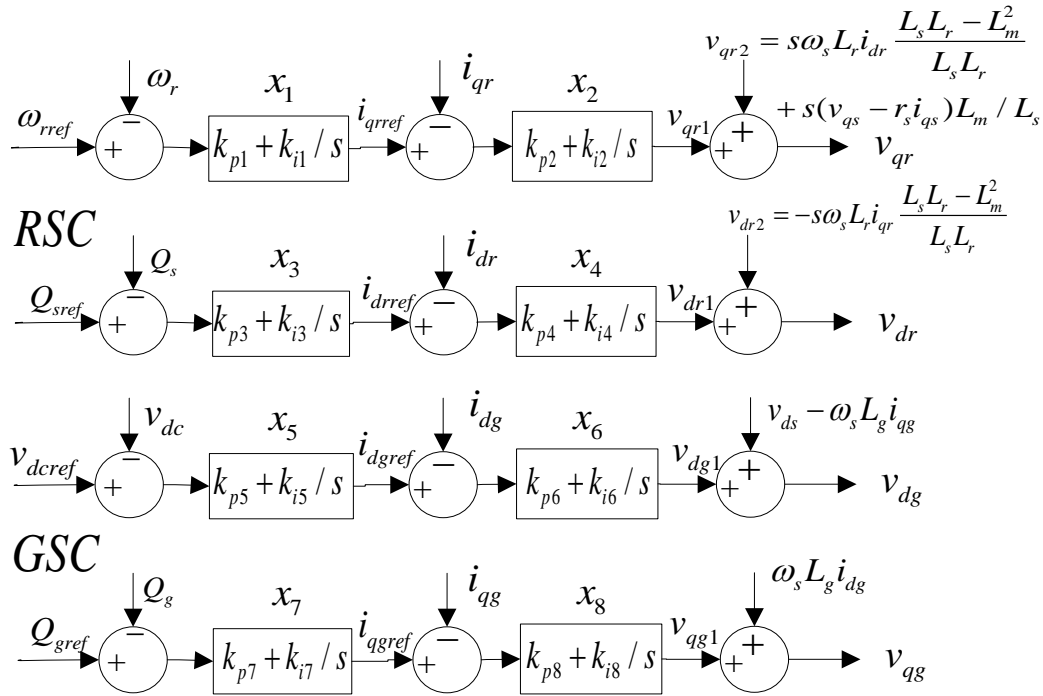 v_{qr2} = sω_s L_r i_{dr} \frac{L_s L_r − L_m^2}{L_s L_r}
+ s(v_{qs} − r_s i_{qs})L_m / L_s
ω_r x_1 i_{qr} x_2
ω_{rref} + − k_{p1} + k_{i1} / s i_{qrref} + − k_{p2} + k_{i2} / s v_{qr1} + + v_{qr}
RSC
v_{dr2} = −sω_s L_r i_{qr} \frac{L_s L_r − L_m^2}{L_s L_r}
Q_s x_3 i_{dr} x_4
Q_{sref} + − k_{p3} + k_{i3} / s i_{drref} + − k_{p4} + k_{i4} / s v_{dr1} + + v_{dr}
v_{dc} x_5 i_{dg} x_6 v_{ds} − ω_s L_g i_{qg}
v_{dcref} + − k_{p5} + k_{i5} / s i_{dgref} + − k_{p6} + k_{i6} / s v_{dg1} + + v_{dg}
GSC
Q_g x_7 i_{qg} x_8 ω_s L_g i_{dg}
Q_{gref} + − k_{p7} + k_{i7} / s i_{qgref} + − k_{p8} + k_{i8} / s v_{qg1} + + v_{qg}